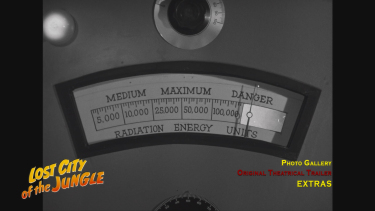 MEDIUM MAXIMUM DANGER
5,000 10,000 25,000 50,000 100,000
RADIATION ENERGY UNITS
LOST CITY
of the JUNGLE
PHOTO GALLERY
ORIGINAL THEATRICAL TRAILER
EXTRAS